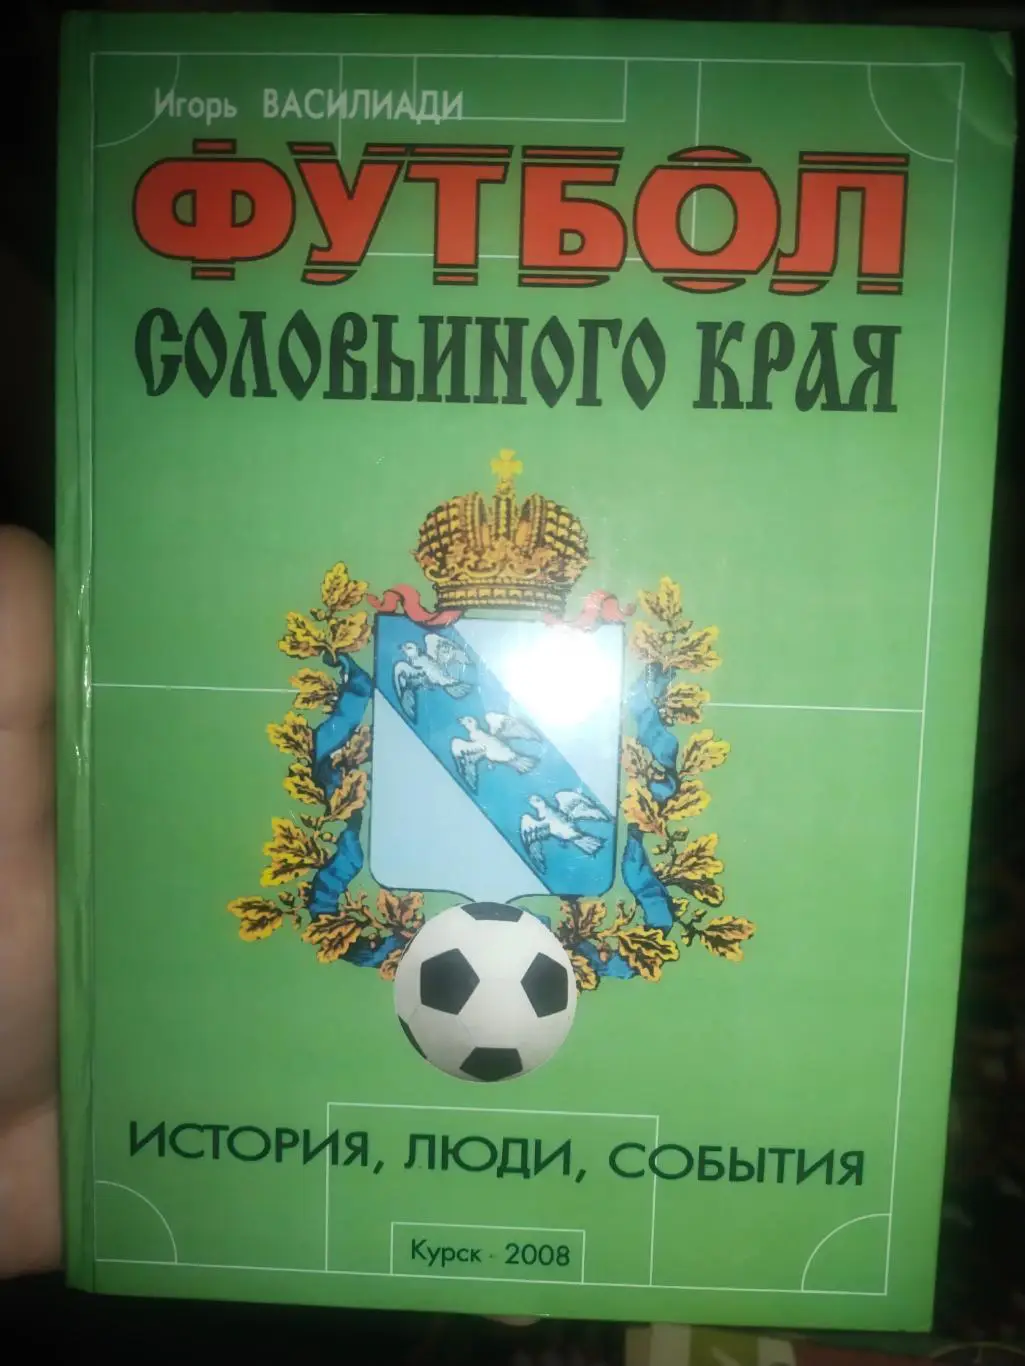 Игорь ВАСИЛИАДИ
ФУТБОЛ
СОЛОВЬИНОГО КРАЯ
ИСТОРИЯ, ЛЮДИ, СОБЫТИЯ
Курск - 2008